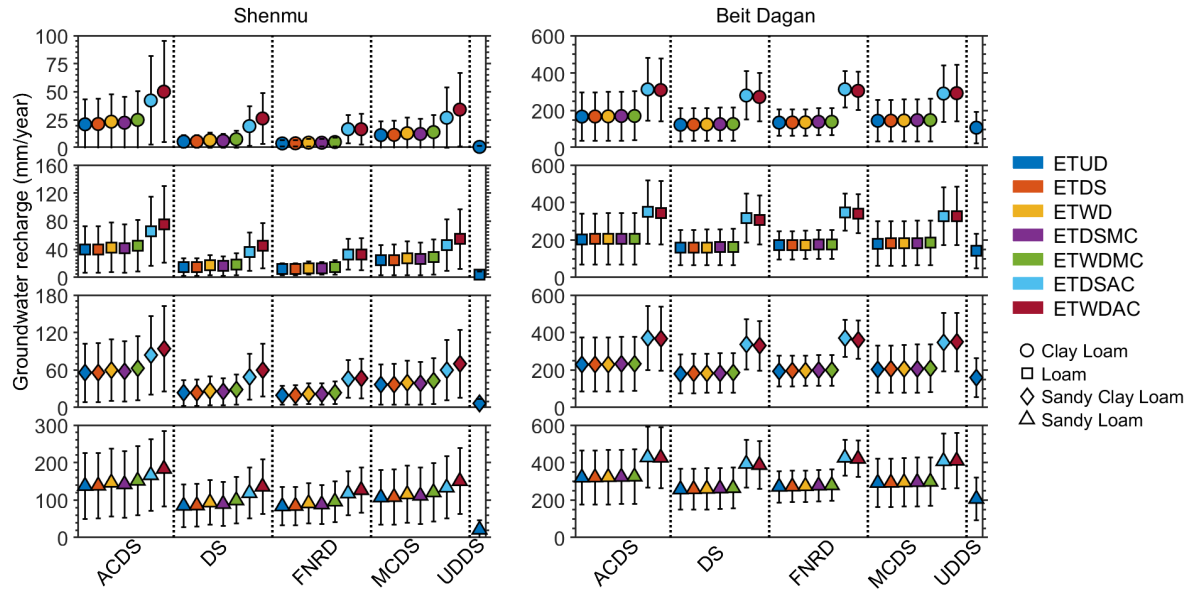 Shenmu
Beit Dagan
Groundwater recharge (mm/year)
100
75
50
25
0
160
120
80
40
0
180
120
60
0
300
200
100
0
600
400
200
0
600
400
200
0
600
400
200
0
600
400
200
0
ACDS
DS
FNRD
MCDS
UDDS
ACDS
DS
FNRD
MCDS
UDDS
ETUD
ETDS
ETWD
ETDSMC
ETWDMC
ETDSAC
ETWDAC
Clay Loam
Loam
Sandy Clay Loam
Sandy Loam